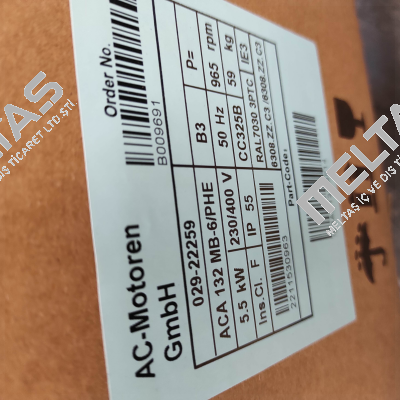 AC-Motoren
GmbH
Order No.
B009691
029-22259
B3
P=
ACA 132 MB-6/PHE
50 Hz
965 rpm
5.5 kW
230/400 V
CC325B
59
kg
Ins.Cl. F
IP 55
RAL7030 3PTC
IE3
6308.ZZ C3 /6308.ZZ C3
Part-Code:
2211530963
MELTAS
MELTAŞ İÇ VE DIŞ TİCARET LTD ŞTİ.